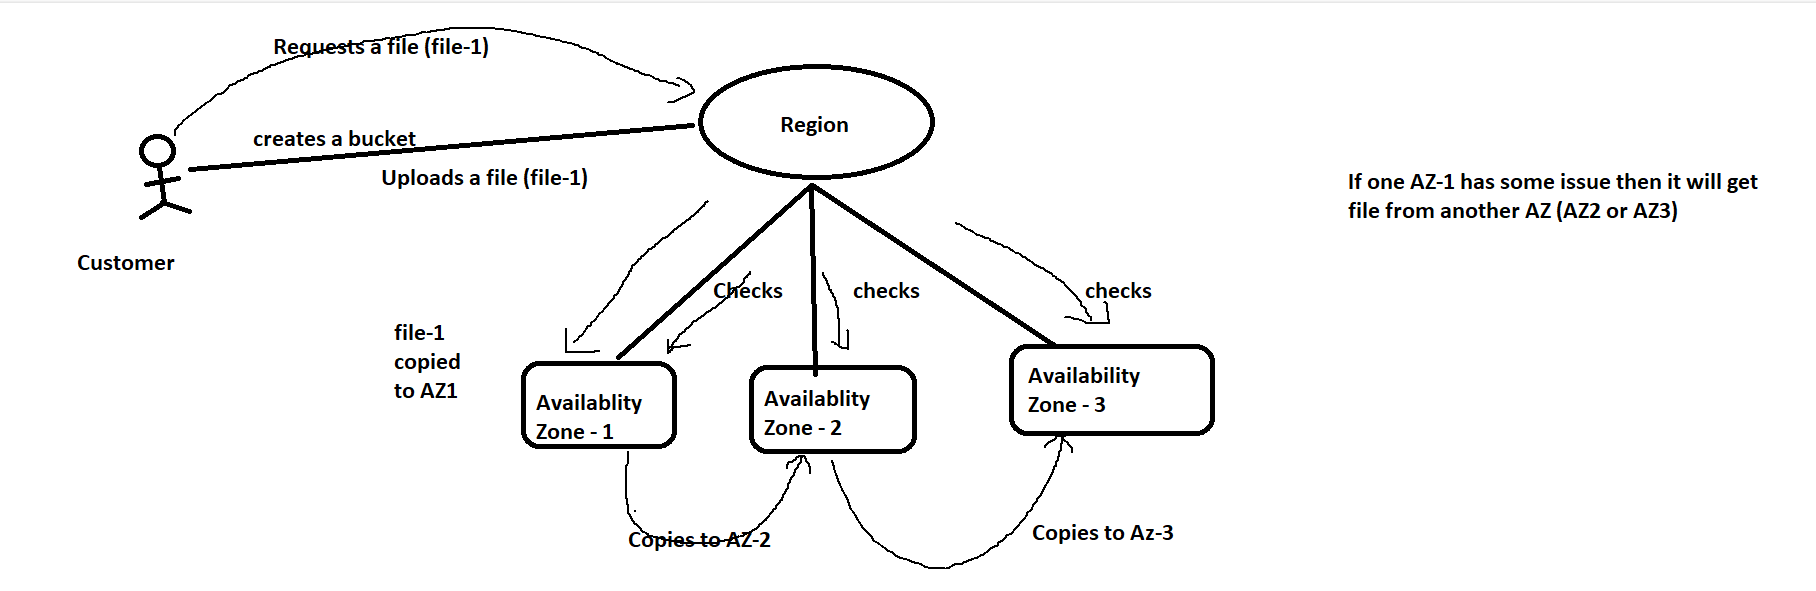 Requests a file (file-1)
creates a bucket
Uploads a file (file-1)
Customer
Region
If one AZ-1 has some issue then it will get
file from another AZ (AZ2 or AZ3)
Checks
checks
checks
file-1
copied
to AZ1
Availablity
Zone - 1
Availablity
Zone - 2
Availability
Zone - 3
Copies to AZ-2
Copies to Az-3